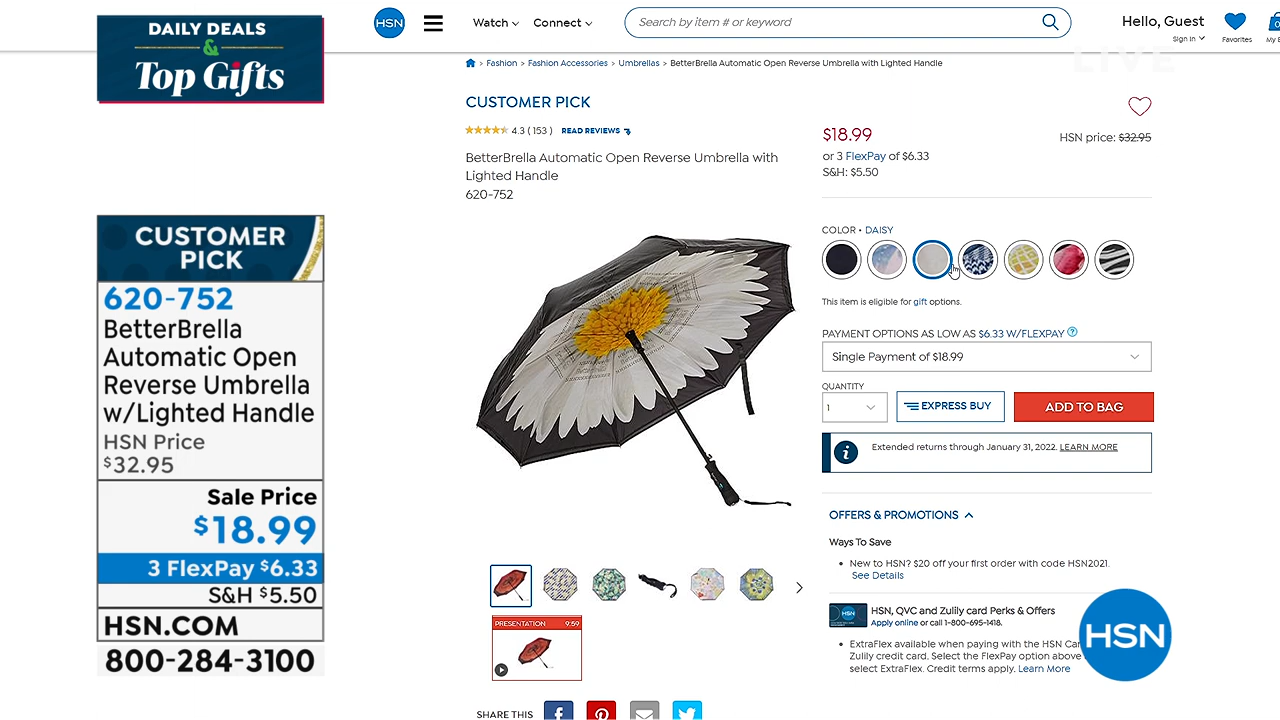 DAILY DEALS
&
Top Gifts
CUSTOMER
PICK
620-752
BetterBrella
Automatic Open
Reverse Umbrella
w/Lighted Handle
HSN Price
$32.95
Sale Price
$18.99
3 FlexPay $6.33
S&H $5.50
HSN.COM
800-284-3100
HSN
Watch
Connect
Search by item # or keyword
Hello, Guest
Sign In
Favorites
LIVE
> Fashion > Fashion Accessories > Umbrellas > BetterBrella Automatic Open Reverse Umbrella with Lighted Handle
CUSTOMER PICK
4.3 ( 153 ) READ REVIEWS
BetterBrella Automatic Open Reverse Umbrella with
Lighted Handle
620-752
PRESENTATION 9:59
SHARE THIS
$18.99 HSN price: $32.95
or 3 FlexPay of $6.33
S&H: $5.50
COLOR • DAISY
This item is eligible for gift options.
PAYMENT OPTIONS AS LOW AS $6.33 W/FLEXPAY ?
Single Payment of $18.99
QUANTITY
1
EXPRESS BUY
ADD TO BAG
Extended returns through January 31, 2022. LEARN MORE
OFFERS & PROMOTIONS
Ways To Save
• New to HSN? $20 off your first order with code HSN2021.
See Details
HSN, QVC and Zulily card Perks & Offers
Apply online or call 1-800-695-1418.
• ExtraFlex available when paying with the HSN
Zulily credit card. Select the FlexPay option above
select ExtraFlex. Credit terms apply. Learn More
HSN